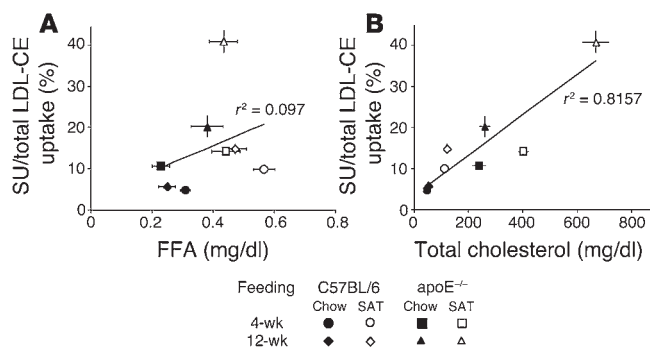 A
SU/total LDL-CE
uptake (%)
40
30
20
10
0
r² = 0.097
0 0.2 0.4 0.6 0.8
FFA (mg/dl)
B
SU/total LDL-CE
uptake (%)
40
30
20
10
0
r² = 0.8157
0 200 400 600 800
Total cholesterol (mg/dl)
Feeding C57BL/6 apoE⁻/⁻
Chow SAT Chow SAT
4-wk
12-wk